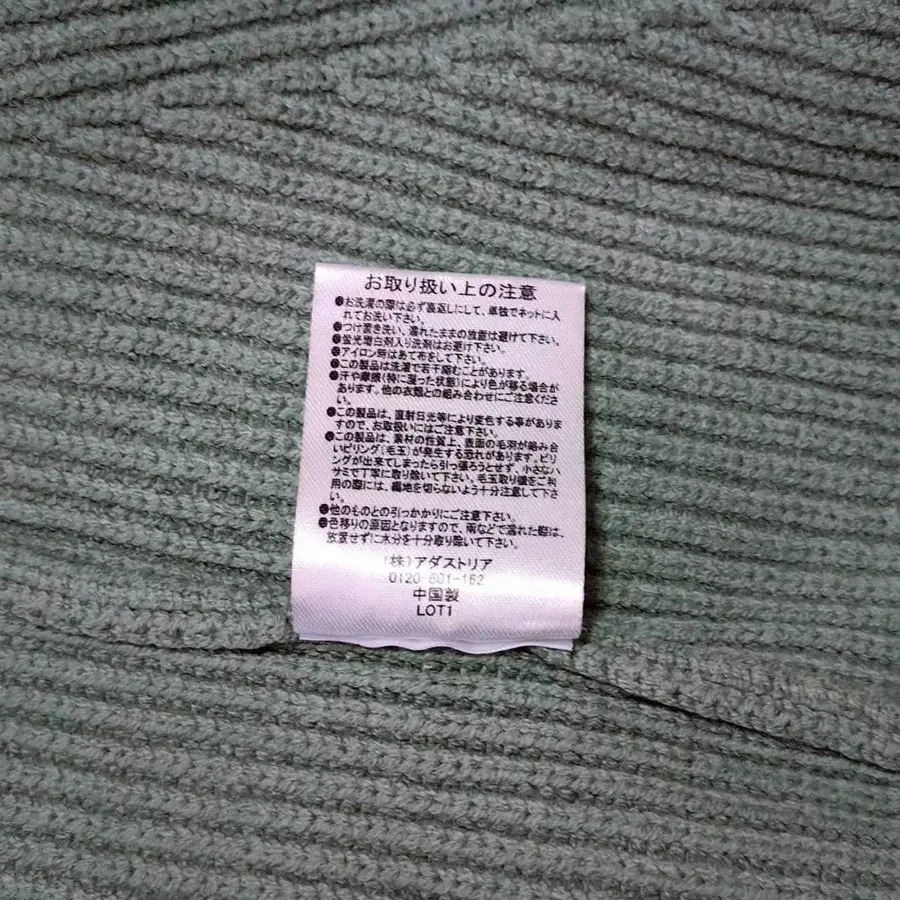 お取り扱い上の注意
●お洗濯の際は必ず裏返しにして、単独でネットに入
れてお洗い下さい。
●つけ置き洗い、濡れたままの放置は避けて下さい。
●蛍光増白剤入り洗剤はお避け下さい。
●アイロン時はあて布をして下さい。
●この製品は洗濯で若干縮むことがあります。
●汗や摩擦(特に湿った状態)により色が移る場合が
あります。他の衣類との組み合わせにご注意くださ
い。
●この製品は、直射日光等により変色する事がありま
すので、お取扱いにはご注意下さい。
●この製品は、素材の性質上、表面の毛羽が絡み合
いピリング(毛玉)が発生する恐れがあります。ピリ
ングが出来てしまったら引っ張ろうとせず、小さなハ
サミで丁寧に取り除いて下さい。毛玉取り機をご利
用の際には、編地を切らないよう十分注意して下さ
い。
●他のものとの引っかかりにご注意下さい。
●色移りの原因となりますので、雨などで濡れた際は、
放置せずに水分を十分取り除いて下さい。
(株)アダストリア
0120-601-162
中国製
LOT1